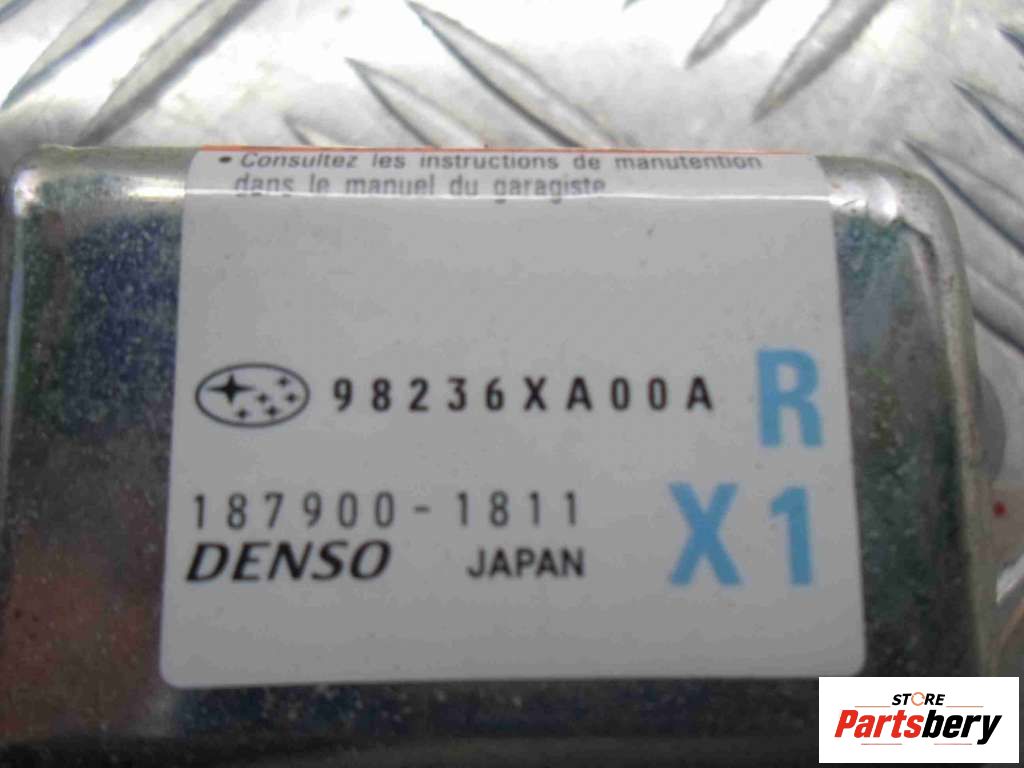 • Consultez les instructions de manutention
dans le manuel du garagiste
98236XA00A
R
187900-1811
X1
DENSO JAPAN
STORE
Partsbery